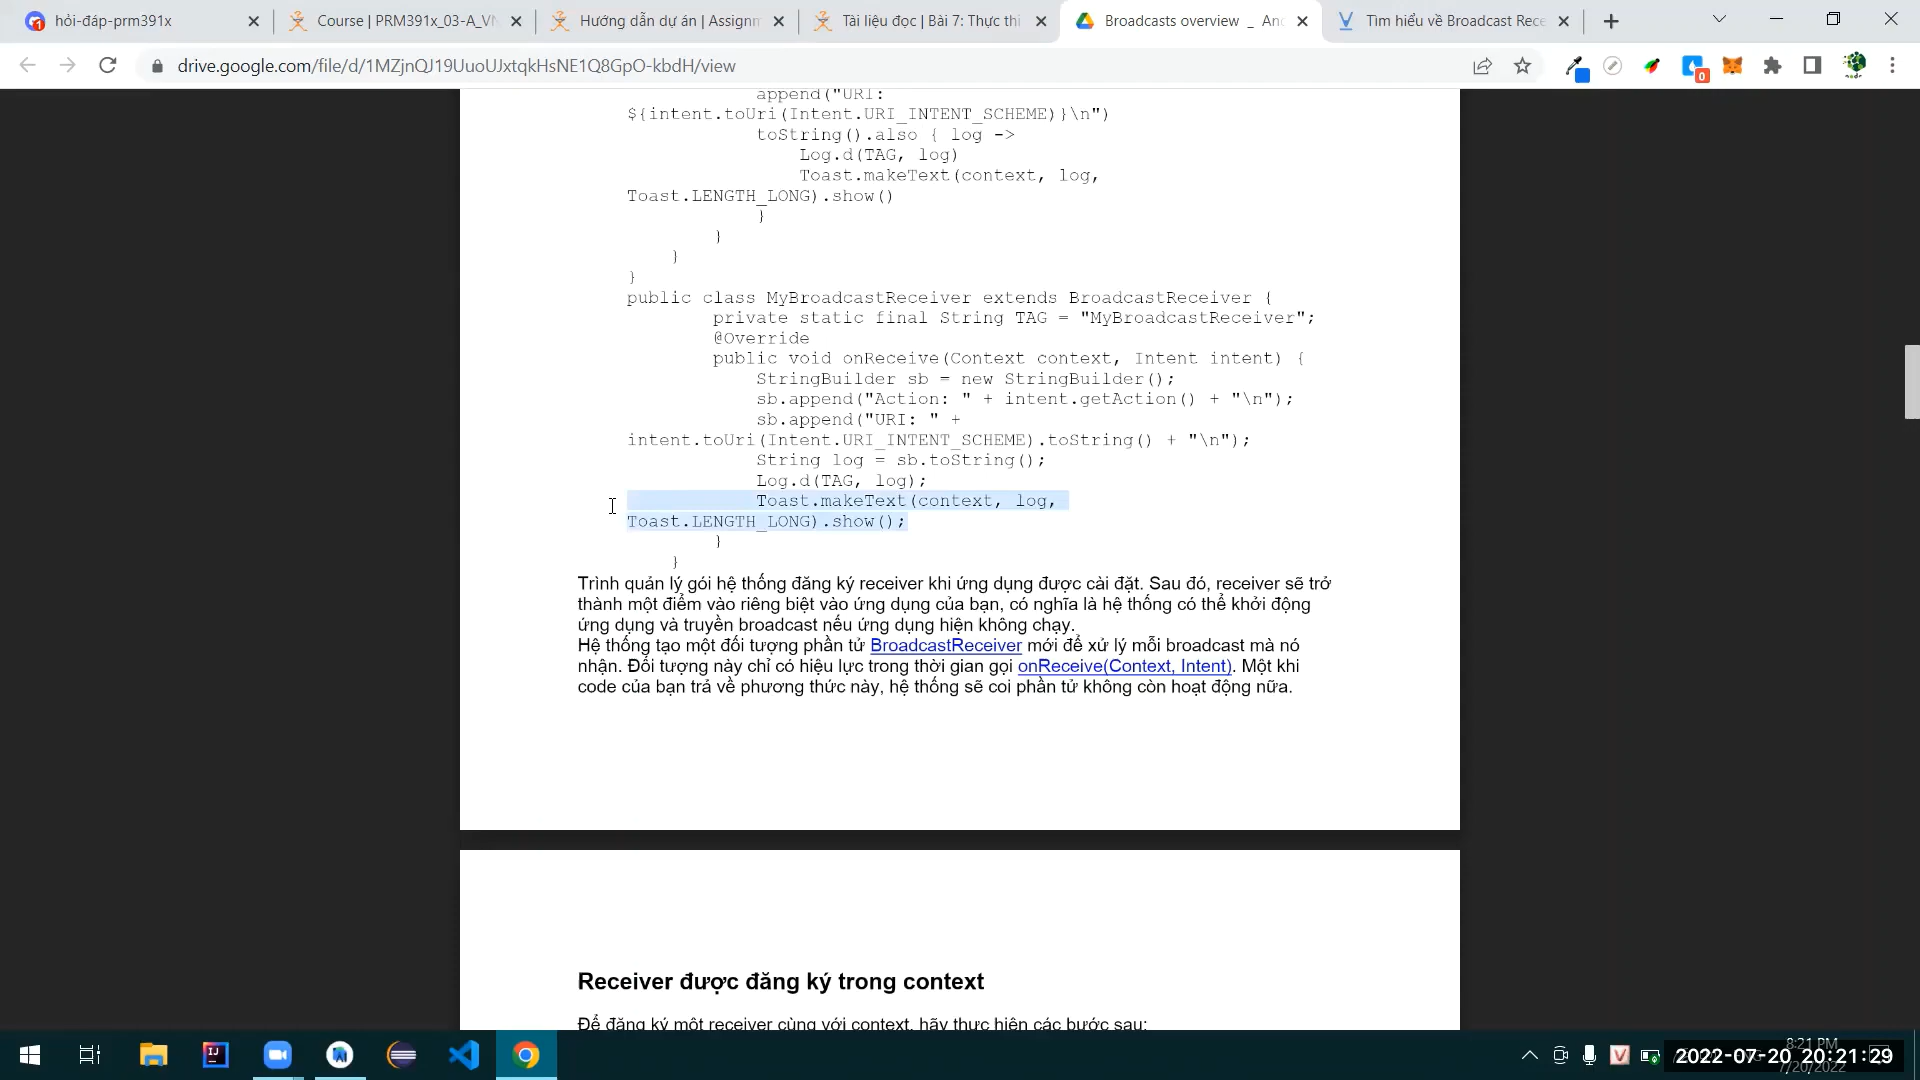 hỏi-đáp-prm391x
Course | PRM391x_03-A_VN
Hướng dẫn dự án | Assignm
Tài liệu đọc | Bài 7: Thực thi
Broadcasts overview _ And
Tìm hiểu về Broadcast Rece
drive.google.com/file/d/1MZjnQJ19UuoUJxtqkHsNE1Q8GpO-kbdH/view
0
append("URI:
${intent.toUri(Intent.URI_INTENT_SCHEME)}\n")
toString().also { log ->
Log.d(TAG, log)
Toast.makeText(context, log,
Toast.LENGTH_LONG).show()
}
}
}
}
public class MyBroadcastReceiver extends BroadcastReceiver {
private static final String TAG = "MyBroadcastReceiver";
@Override
public void onReceive(Context context, Intent intent) {
StringBuilder sb = new StringBuilder();
sb.append("Action: " + intent.getAction() + "\n");
sb.append("URI: " +
intent.toUri(Intent.URI_INTENT_SCHEME).toString() + "\n");
String log = sb.toString();
Log.d(TAG, log);
Toast.makeText(context, log,
Toast.LENGTH_LONG).show();
}
}
Trình quản lý gói hệ thống đăng ký receiver khi ứng dụng được cài đặt. Sau đó, receiver sẽ trở
thành một điểm vào riêng biệt vào ứng dụng của bạn, có nghĩa là hệ thống có thể khởi động
ứng dụng và truyền broadcast nếu ứng dụng hiện không chạy.
Hệ thống tạo một đối tượng phần tử BroadcastReceiver mới để xử lý mỗi broadcast mà nó
nhận. Đối tượng này chỉ có hiệu lực trong thời gian gọi onReceive(Context, Intent). Một khi
code của bạn trả về phương thức này, hệ thống sẽ coi phần tử không còn hoạt động nữa.
Receiver được đăng ký trong context
Để đăng ký một receiver cùng với context, hãy thực hiện các bước sau:
8:21 PM
2022-07-20 20:21:29
7/20/2022